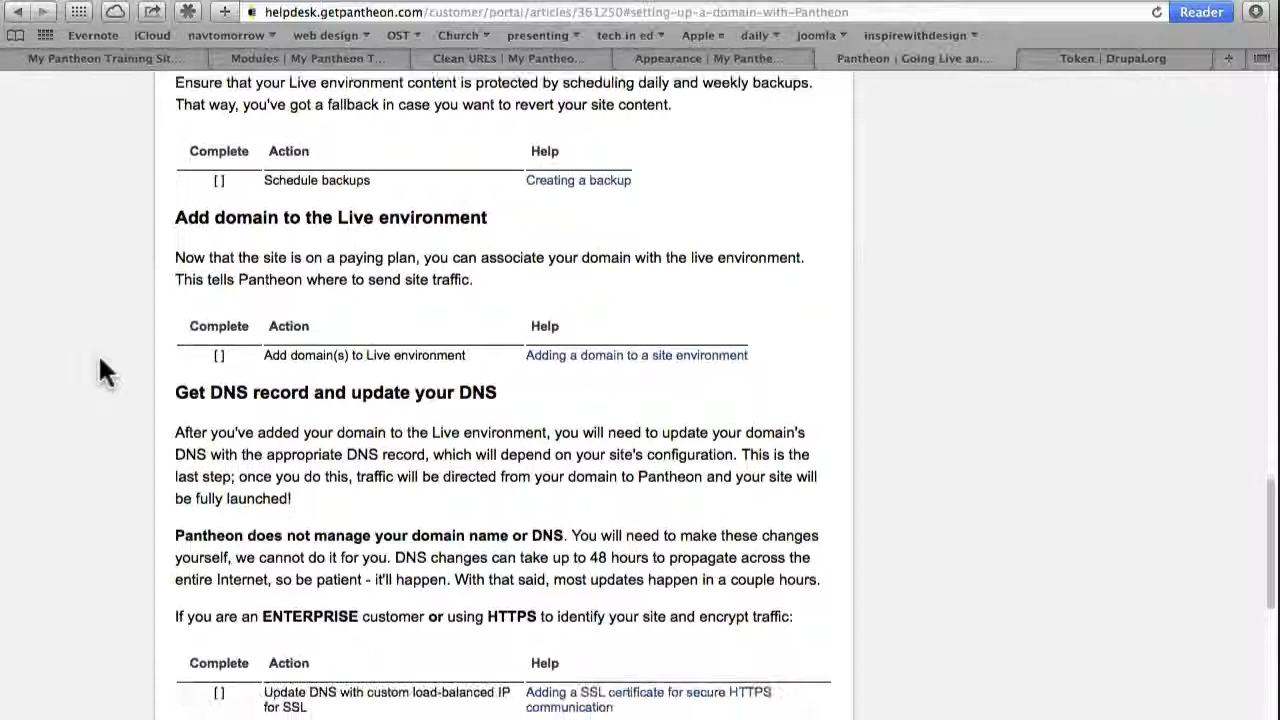 helpdesk.getpantheon.com/customer/portal/articles/361250#setting-up-a-domain-with-Pantheon
Reader
Evernote iCloud navtomorrow web design OST Church presenting tech in ed Apple daily joomla inspirewithdesign
My Pantheon Training Sit... Modules | My Pantheon T... Clean URLs | My Pantheo... Appearance | My Panthe... Pantheon | Going Live an... Token | Drupal.org
Ensure that your Live environment content is protected by scheduling daily and weekly backups.
That way, you've got a fallback in case you want to revert your site content.
Complete Action Help
[ ] Schedule backups Creating a backup
Add domain to the Live environment
Now that the site is on a paying plan, you can associate your domain with the live environment.
This tells Pantheon where to send site traffic.
Complete Action Help
[ ] Add domain(s) to Live environment Adding a domain to a site environment
Get DNS record and update your DNS
After you've added your domain to the Live environment, you will need to update your domain's
DNS with the appropriate DNS record, which will depend on your site's configuration. This is the
last step; once you do this, traffic will be directed from your domain to Pantheon and your site will
be fully launched!
Pantheon does not manage your domain name or DNS. You will need to make these changes
yourself, we cannot do it for you. DNS changes can take up to 48 hours to propagate across the
entire Internet, so be patient - it'll happen. With that said, most updates happen in a couple hours.
If you are an ENTERPRISE customer or using HTTPS to identify your site and encrypt traffic:
Complete Action Help
[ ] Update DNS with custom load-balanced IP Adding a SSL certificate for secure HTTPS
for SSL communication